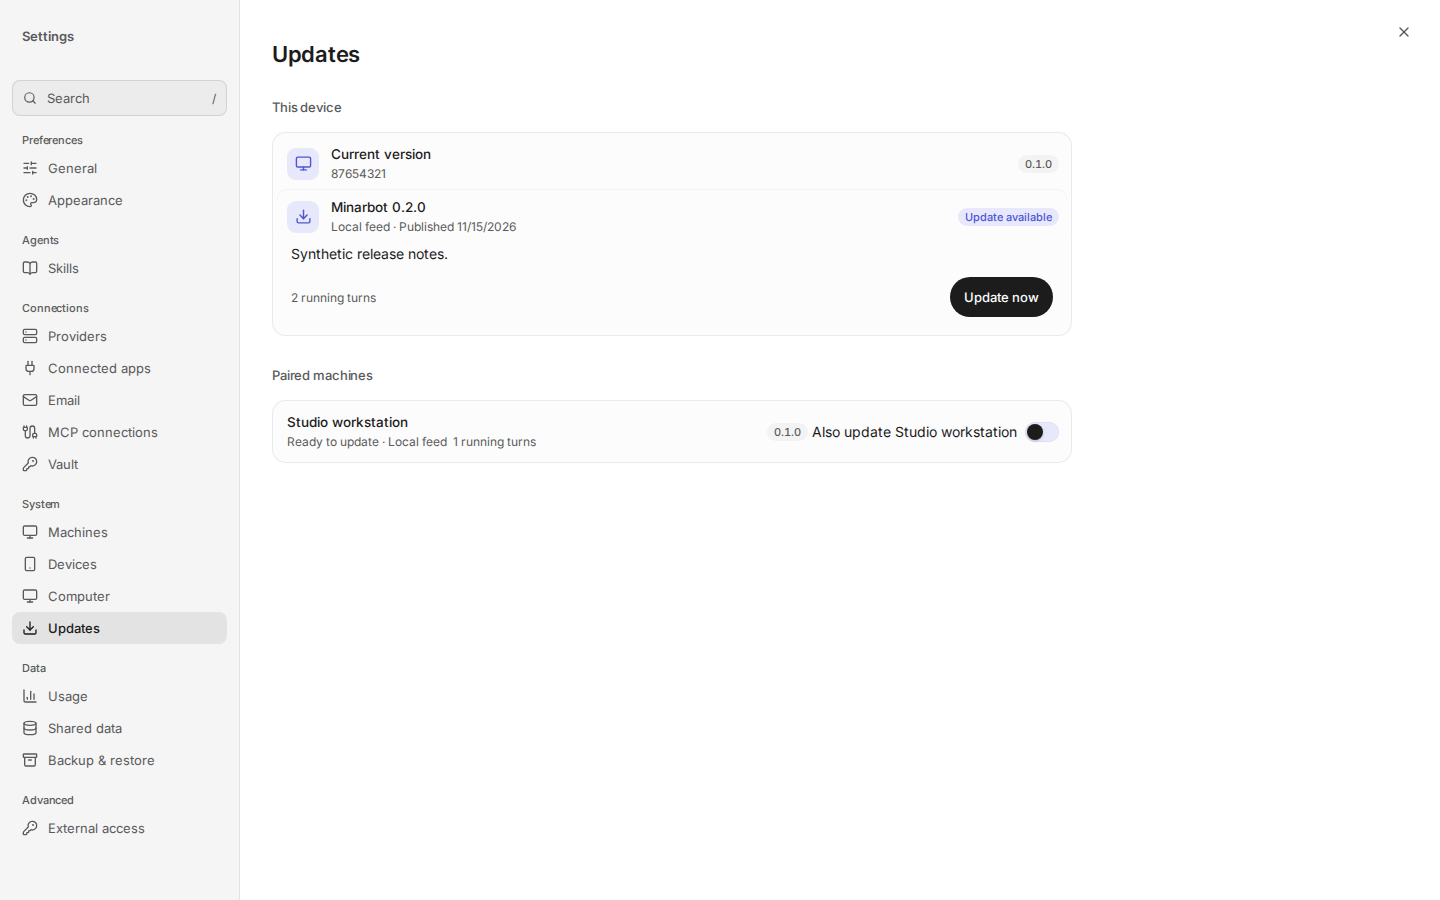 Settings
Search /
Preferences
General
Appearance
Agents
Skills
Connections
Providers
Connected apps
Email
MCP connections
Vault
System
Machines
Devices
Computer
Updates
Data
Usage
Shared data
Backup & restore
Advanced
External access
Updates
This device
Current version
87654321
0.1.0
Minarbot 0.2.0
Local feed · Published 11/15/2026
Update available
Synthetic release notes.
2 running turns
Update now
Paired machines
Studio workstation
Ready to update · Local feed 1 running turns
0.1.0 Also update Studio workstation